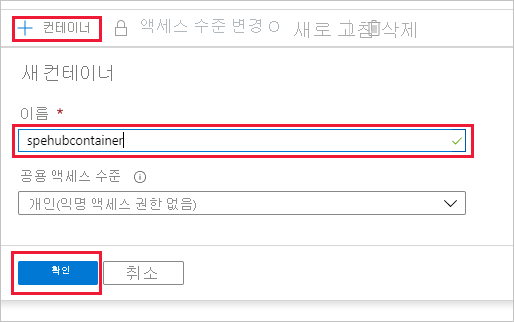 + 컨테이너 액세스 수준 변경 O 새로 고침 삭제
새 컨테이너
이름 *
spehubcontainer
공용 액세스 수준
개인(익명 액세스 권한 없음)
확인 취소